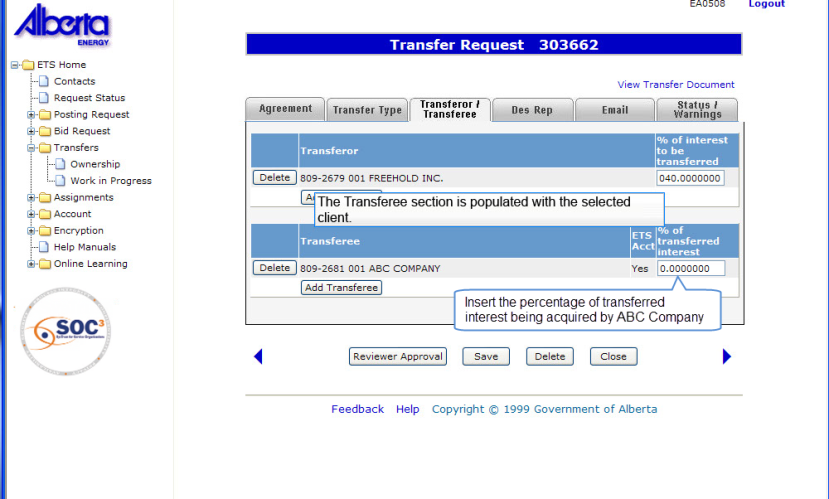 EA0508 Logout
Alberta
ENERGY
Transfer Request 303662
ETS Home
Contacts
Request Status
Posting Request
Bid Request
Transfers
Ownership
Work in Progress
Assignments
Account
Encryption
Help Manuals
Online Learning
SOC³
View Transfer Document
Agreement
Transfer Type
Transferor /
Transferee
Des Rep
Email
Status /
Warnings
Transferor
% of interest
to be
transferred
Delete 809-2679 001 FREEHOLD INC. 040.0000000
The Transferee section is populated with the selected
client.
Transferee
ETS
Acct
% of
transferred
interest
Delete 809-2681 001 ABC COMPANY Yes 0.0000000
Add Transferee
Insert the percentage of transferred
interest being acquired by ABC Company
Reviewer Approval Save Delete Close
Feedback Help Copyright © 1999 Government of Alberta